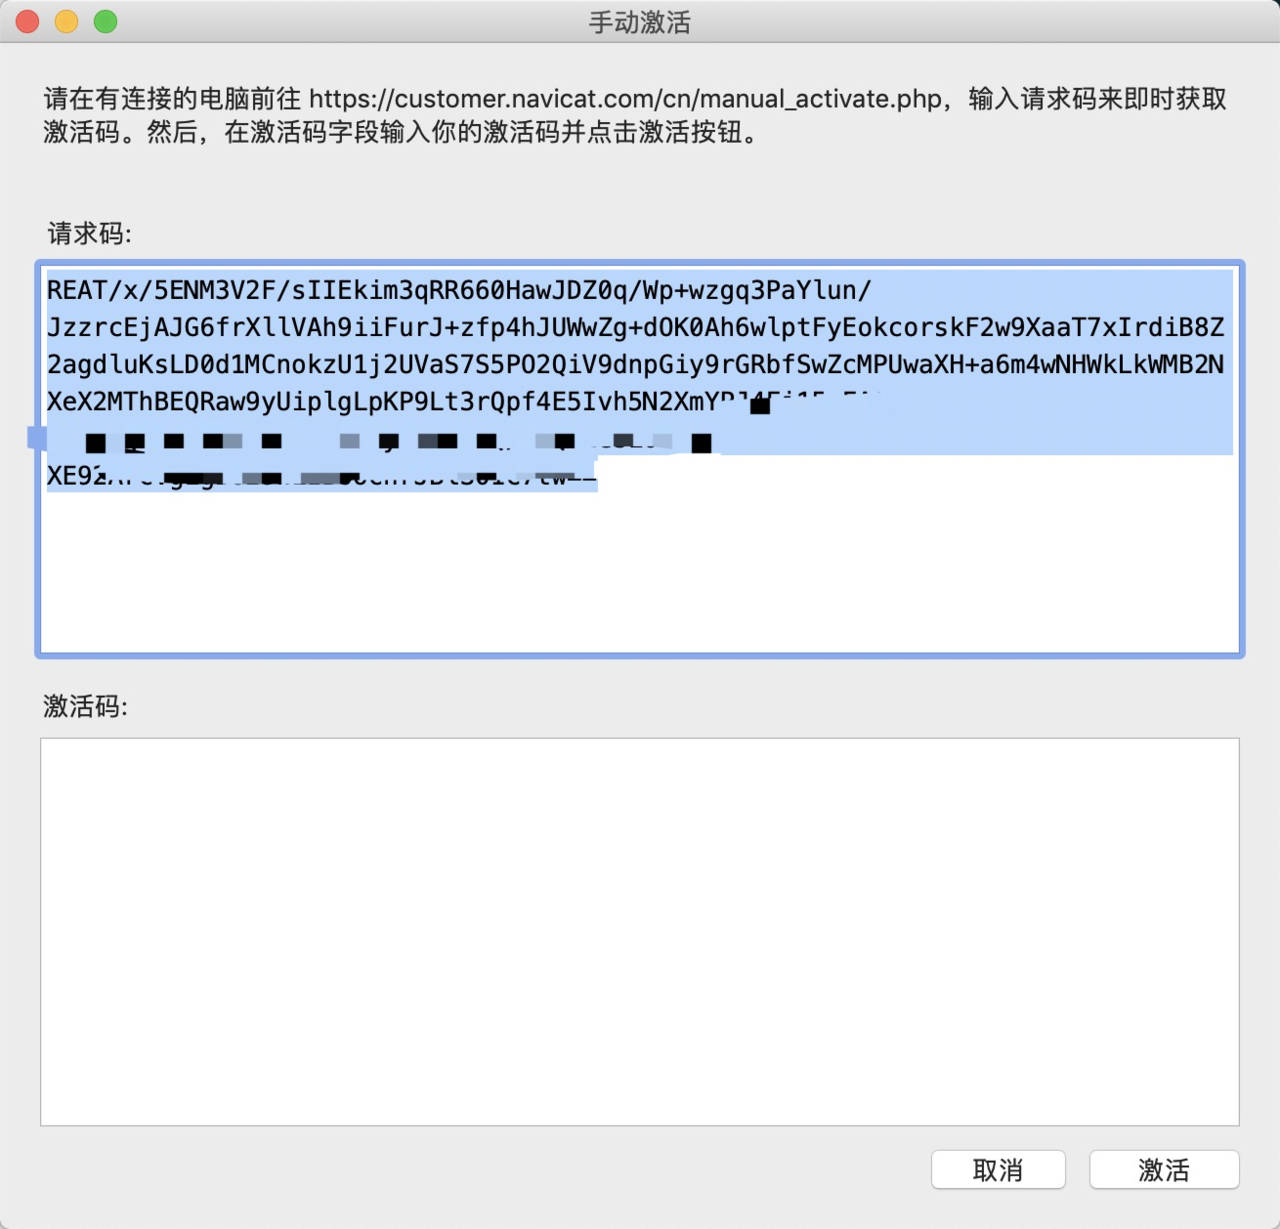 手动激活
请在有连接的电脑前往 https://customer.navicat.com/cn/manual_activate.php，输入请求码来即时获取
激活码。然后，在激活码字段输入你的激活码并点击激活按钮。
请求码:
REAT/x/5ENM3V2F/sIIEkim3qRR660HawJDZ0q/Wp+wzgq3PaYlun/
JzzrcEjAJG6frXllVAh9iiFurJ+zfp4hJUWwZg+dOK0Ah6wlptFyEokcorskF2w9XaaT7xIrdiB8Z
2agdluKsLD0d1MCnokzU1j2UVaS7S5PO2QiV9dnpGiy9rGRbfSwZcMPUwaXH+a6m4wNHWkLkWMB2N
XeX2MThBEQRaw9yUiplgLpKP9Lt3rQpf4E5Ivh5N2XmY
XE92
激活码:
取消
激活